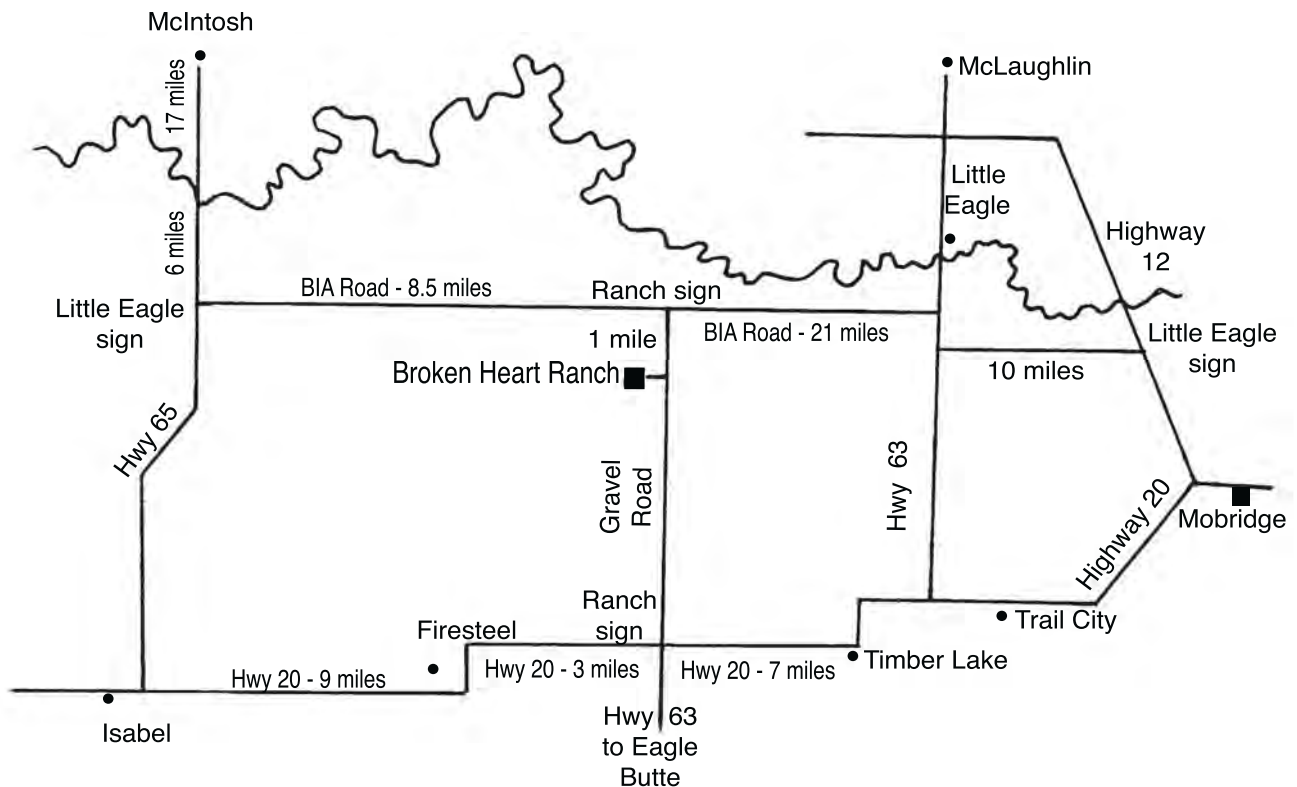 McIntosh
17 miles
McLaughlin
Little
Eagle
Highway
12
6 miles
BIA Road - 8.5 miles
Ranch sign
Little Eagle
sign
1 mile
BIA Road - 21 miles
Little Eagle
sign
Broken Heart Ranch
10 miles
Hwy 65
Gravel
Road
Hwy 63
Highway 20
Mobridge
Ranch
sign
Firesteel
Trail City
Hwy 20 - 9 miles
Hwy 20 - 3 miles
Hwy 20 - 7 miles
Timber Lake
Isabel
Hwy 63
to Eagle
Butte